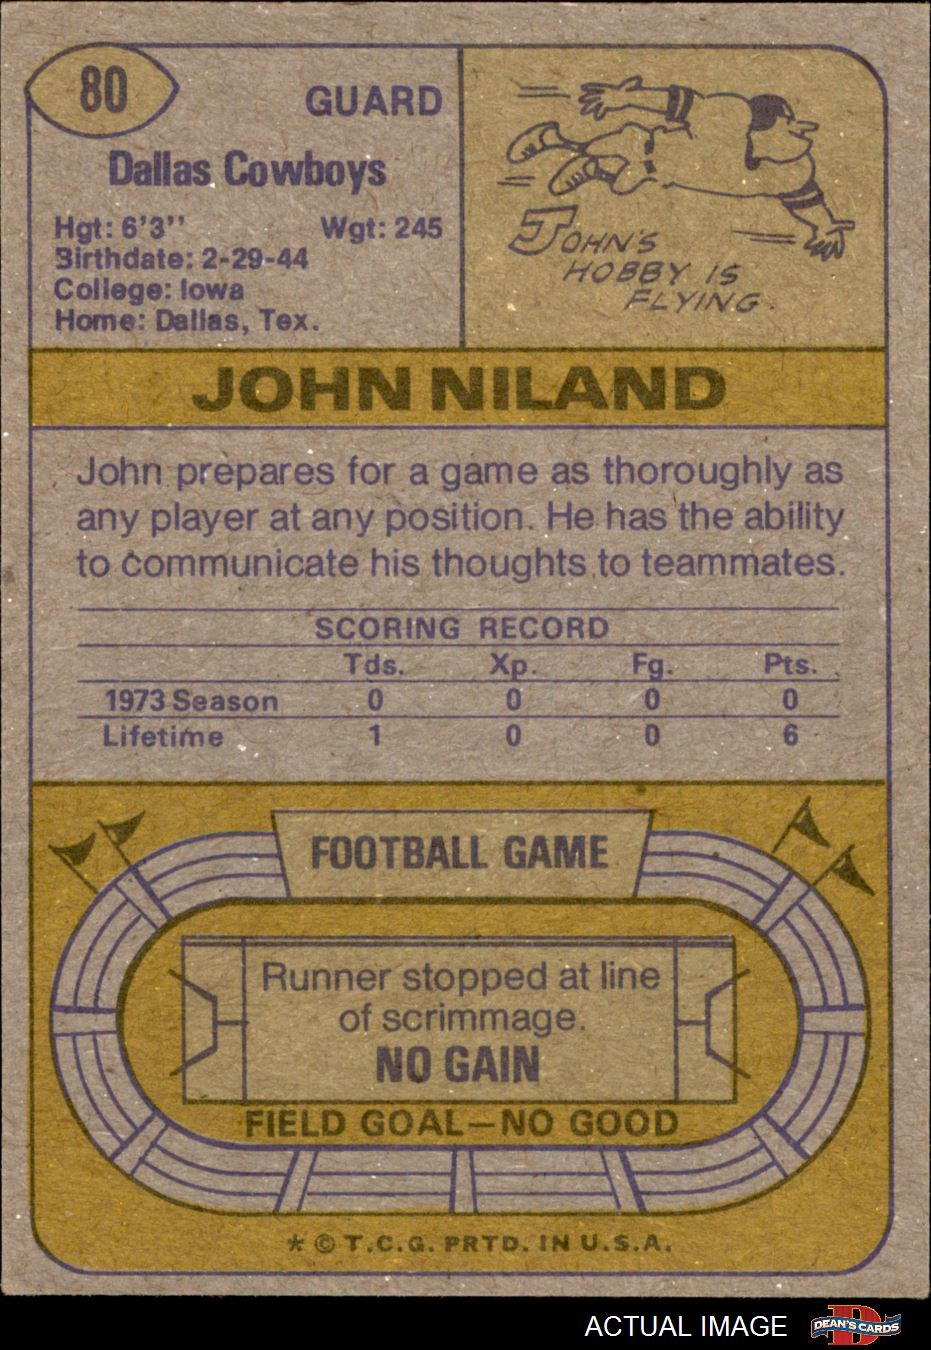 80
GUARD
Dallas Cowboys
Hgt: 6'3'' Wgt: 245
Birthdate: 2-29-44
College: Iowa
Home: Dallas, Tex.
JOHN'S
HOBBY IS
FLYING.
JOHN NILAND
John prepares for a game as thoroughly as
any player at any position. He has the ability
to communicate his thoughts to teammates.
SCORING RECORD
Tds. Xp. Fg. Pts.
1973 Season 0 0 0 0
Lifetime 1 0 0 6
FOOTBALL GAME
Runner stopped at line
of scrimmage.
NO GAIN
FIELD GOAL—NO GOOD
* © T.C.G. PRTD. IN U.S.A.
ACTUAL IMAGE
D
DEAN'S CARDS